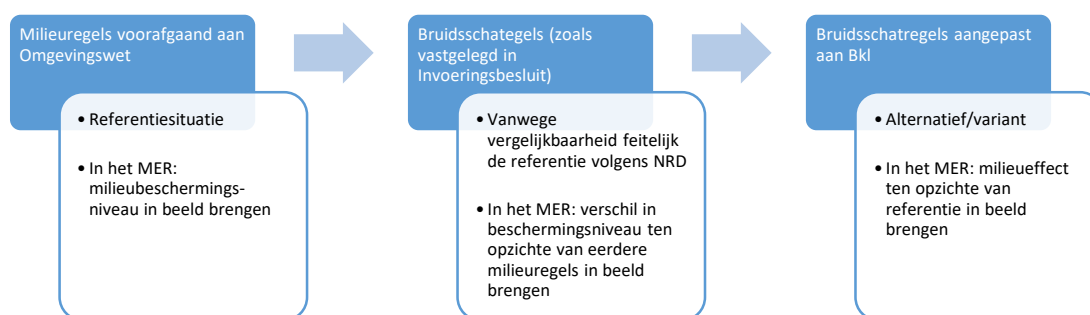 Milieuregels voorafgaand aan
Omgevingswet
• Referentiesituatie
• In het MER:
milieubeschermings-
niveau in beeld brengen
Bruidsschategels (zoals
vastgelegd in
Invoeringsbesluit)
• Vanwege
vergelijkbaarheid feitelijk
de referentie volgens NRD
• In het MER: verschil in
beschermingsniveau ten
opzichte van eerdere
milieuregels in beeld
brengen
Bruidsschatregels aangepast
aan Bkl
• Alternatief/variant
• In het MER: milieueffect
ten opzichte van
referentie in beeld
brengen